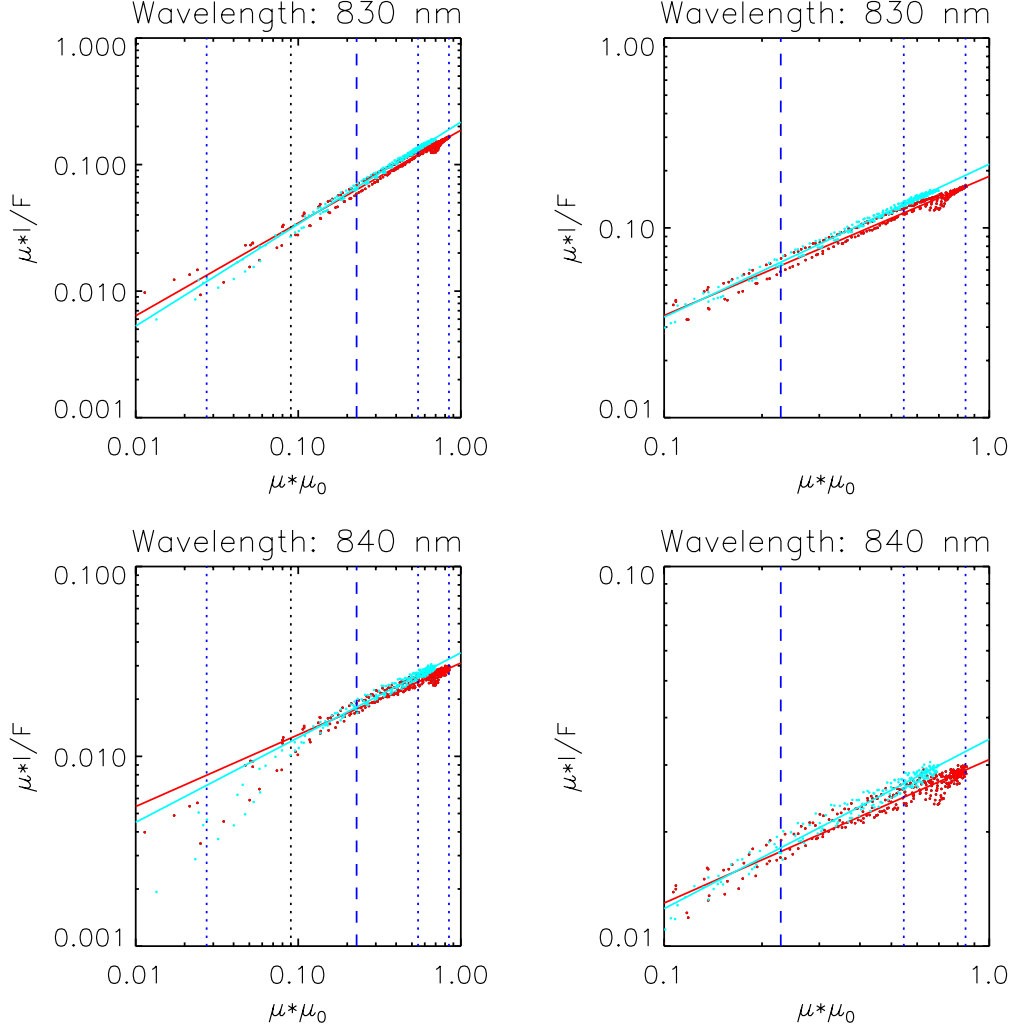 Wavelength: 830 nm
1.000
0.100
0.010
0.001
μ*I/F
0.01 0.10 1.00
μ*μ₀
Wavelength: 830 nm
1.00
0.10
0.01
μ*I/F
0.1 1.0
μ*μ₀
Wavelength: 840 nm
0.100
0.010
0.001
μ*I/F
0.01 0.10 1.00
μ*μ₀
Wavelength: 840 nm
0.10
0.01
μ*I/F
0.1 1.0
μ*μ₀